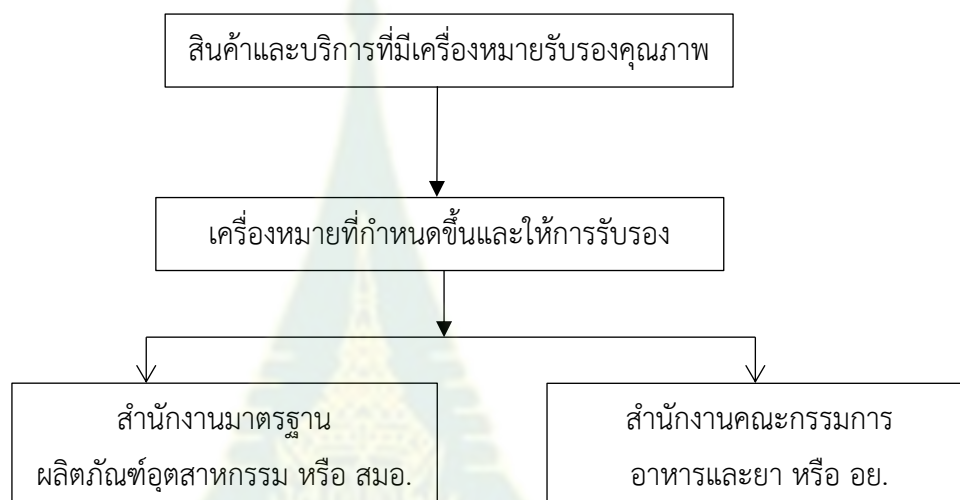 สินค้าและบริการที่มีเครื่องหมายรับรองคุณภาพ
เครื่องหมายที่กำหนดขึ้นและให้การรับรอง
สำนักงานมาตรฐาน
ผลิตภัณฑ์อุตสาหกรรม หรือ สมอ.
สำนักงานคณะกรรมการ
อาหารและยา หรือ อย.